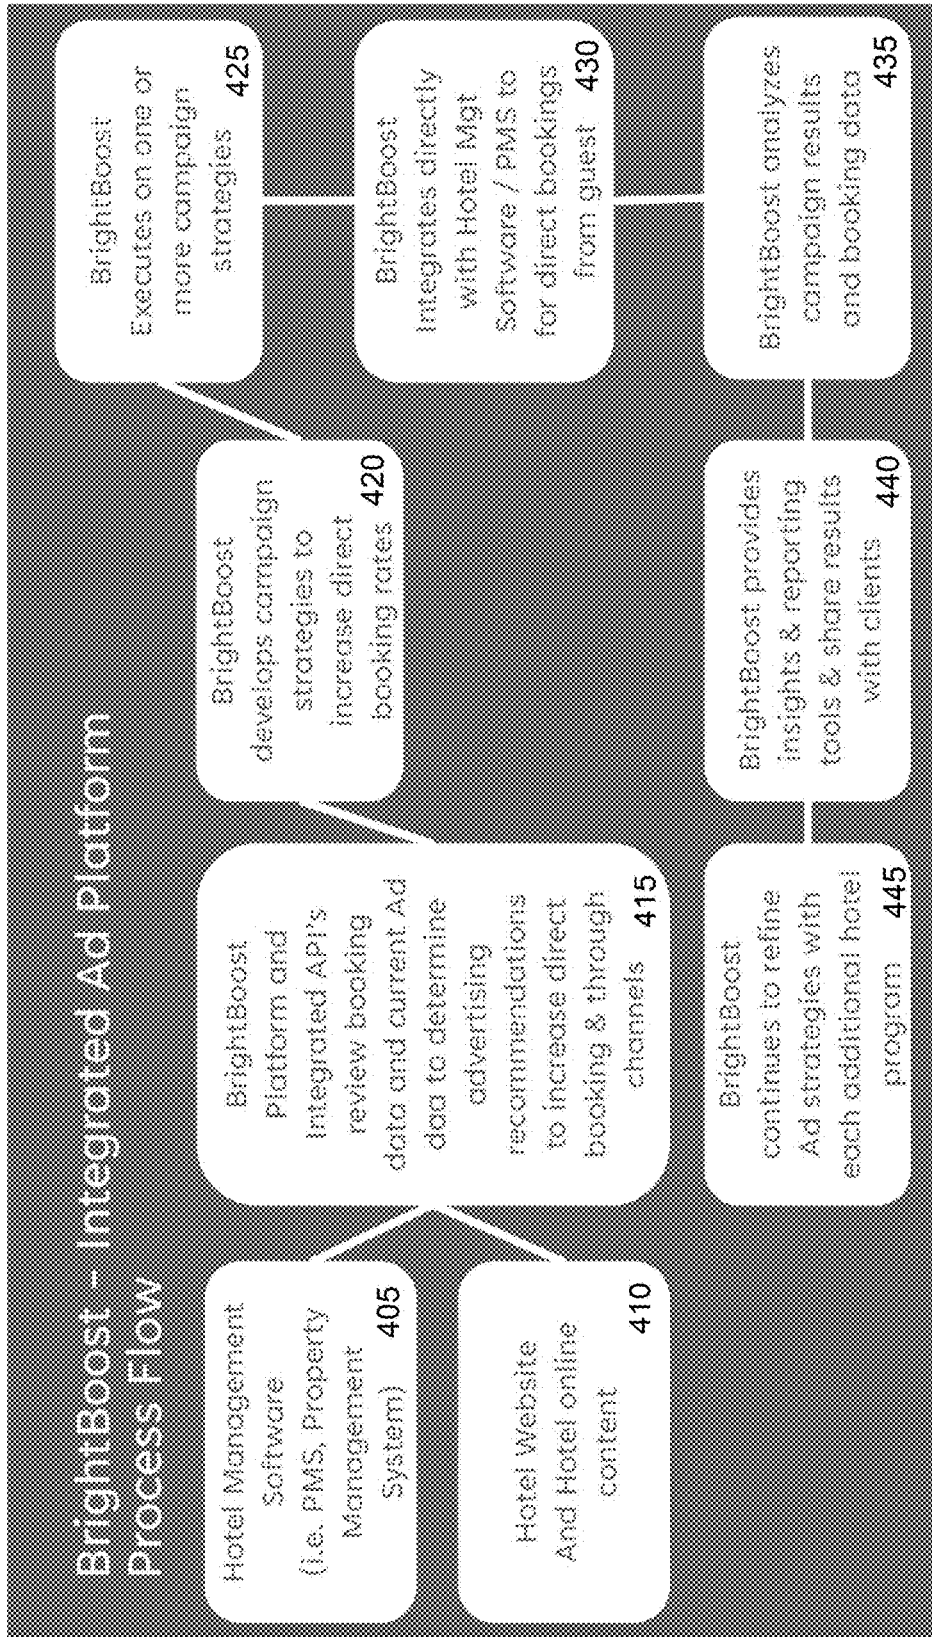 BrightBoost – Integrated Ad Platform
Process Flow
Hotel Management
Software
(i.e. PMS, Property
Management
System)
405
Hotel Website
And Hotel online
content
410
BrightBoost
Platform and
Integrated API's
review booking
data and current Ad
daa to determine
advertising
recommendations
to increase direct
booking & through
channels
415
BrightBoost
develops campaign
strategies to
increase direct
booking rates
420
BrightBoost
Executes on one or
more campaign
strategies
425
BrightBoost
Integrates directly
with Hotel Mgt
Software / PMS to
for direct bookings
from guest
430
BrightBoost analyzes
campaign results
and booking data
435
BrightBoost provides
insights & reporting
tools & share results
with clients
440
BrightBoost
continues to refine
Ad strategies with
each additional hotel
program
445